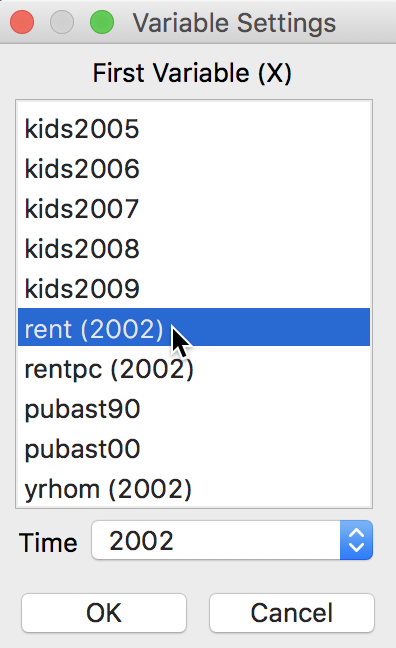 Variable Settings
First Variable (X)
kids2005
kids2006
kids2007
kids2008
kids2009
rent (2002)
rentpc (2002)
pubast90
pubast00
yrhom (2002)
Time 2002
OK Cancel